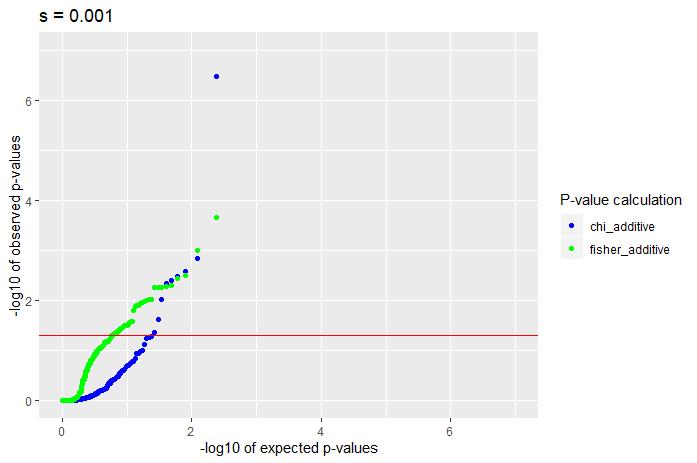 s = 0.001
-log10 of observed p-values
6
4
2
0
0
2
4
6
-log10 of expected p-values
P-value calculation
chi_additive
fisher_additive